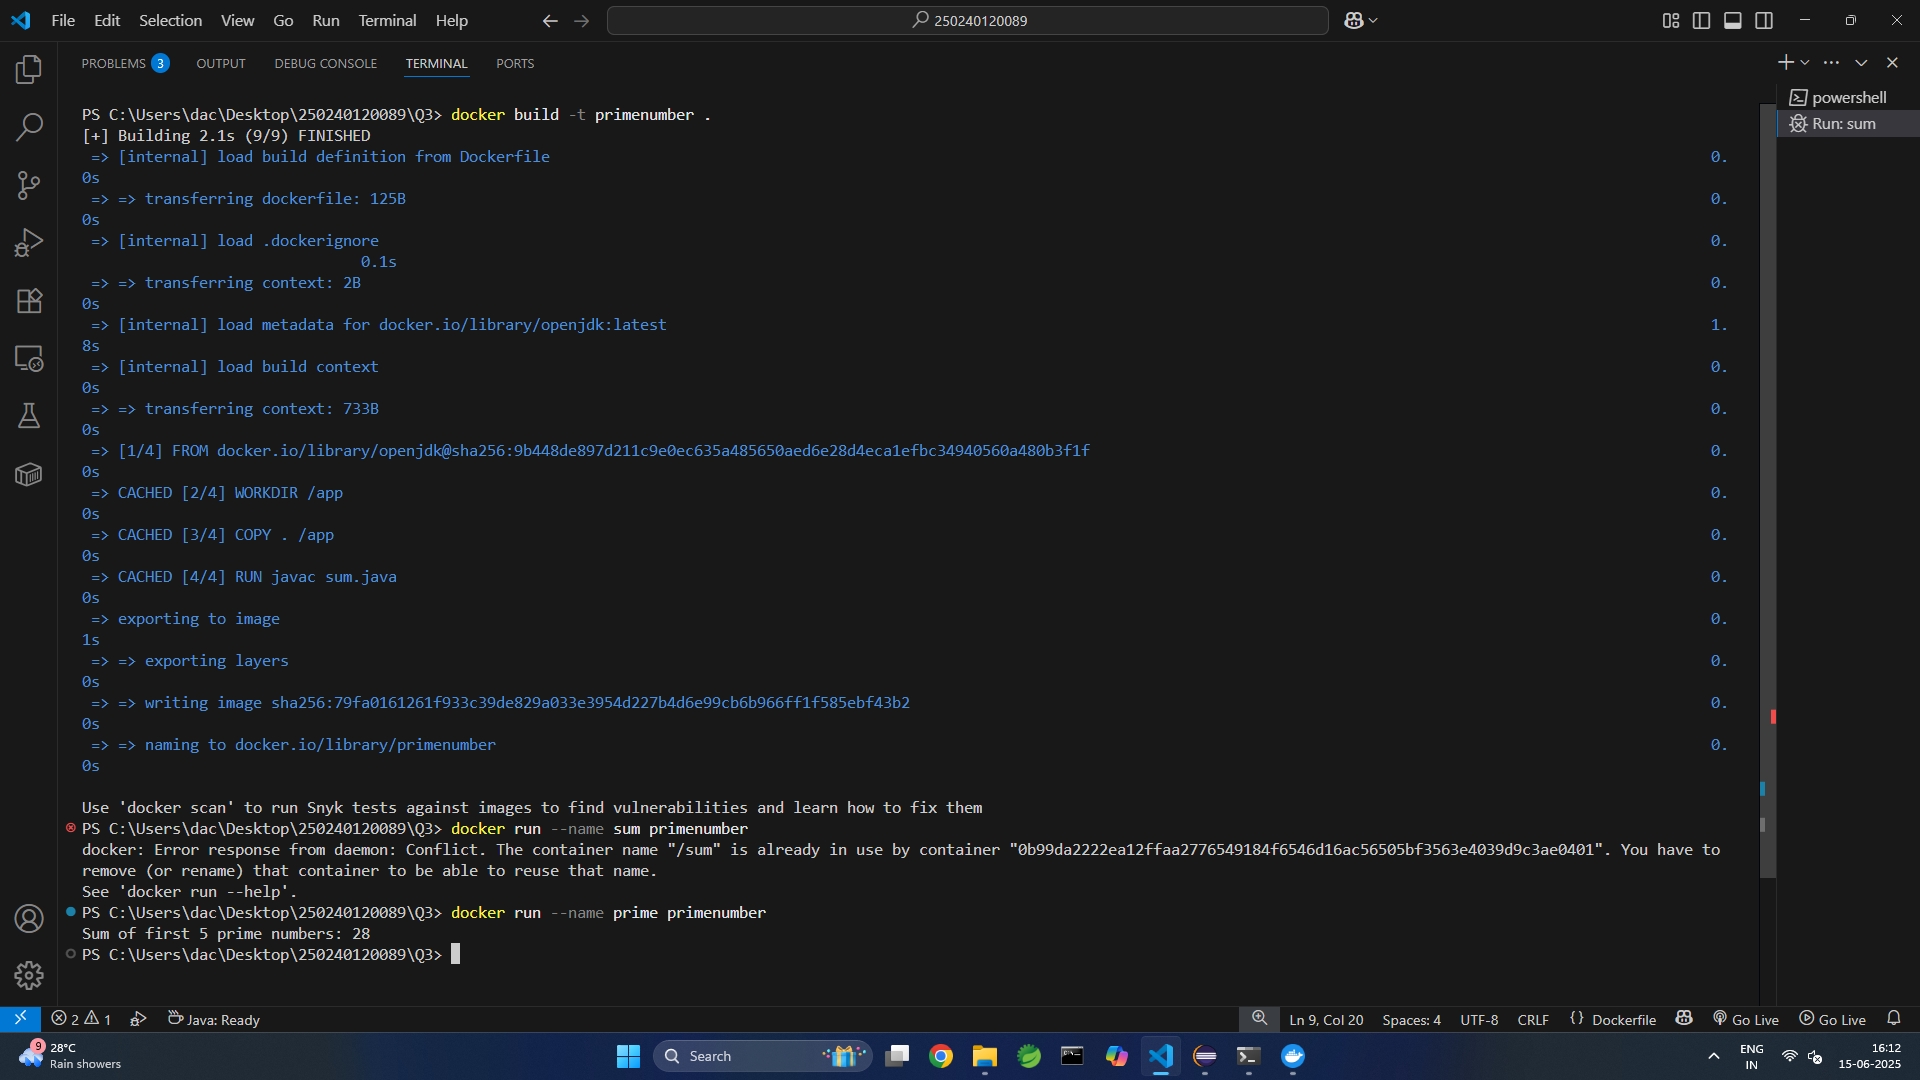 File Edit Selection View Go Run Terminal Help
250240120089
PROBLEMS 3 OUTPUT DEBUG CONSOLE TERMINAL PORTS
powershell
Run: sum
PS C:\Users\dac\Desktop\250240120089\Q3> docker build -t primenumber .
[+] Building 2.1s (9/9) FINISHED
=> [internal] load build definition from Dockerfile 0.
0s
=> => transferring dockerfile: 125B 0.
0s
=> [internal] load .dockerignore 0.
0.1s
=> => transferring context: 2B 0.
0s
=> [internal] load metadata for docker.io/library/openjdk:latest 1.
8s
=> [internal] load build context 0.
0s
=> => transferring context: 733B 0.
0s
=> [1/4] FROM docker.io/library/openjdk@sha256:9b448de897d211c9e0ec635a485650aed6e28d4eca1efbc34940560a480b3f1f 0.
0s
=> CACHED [2/4] WORKDIR /app 0.
0s
=> CACHED [3/4] COPY . /app 0.
0s
=> CACHED [4/4] RUN javac sum.java 0.
0s
=> exporting to image 0.
1s
=> => exporting layers 0.
0s
=> => writing image sha256:79fa0161261f933c39de829a033e3954d227b4d6e99cb6b966ff1f585ebf43b2 0.
0s
=> => naming to docker.io/library/primenumber 0.
0s
Use 'docker scan' to run Snyk tests against images to find vulnerabilities and learn how to fix them
PS C:\Users\dac\Desktop\250240120089\Q3> docker run --name sum primenumber
docker: Error response from daemon: Conflict. The container name "/sum" is already in use by container "0b99da2222ea12ffaa2776549184f6546d16ac56505bf3563e4039d9c3ae0401". You have to
remove (or rename) that container to be able to reuse that name.
See 'docker run --help'.
PS C:\Users\dac\Desktop\250240120089\Q3> docker run --name prime primenumber
Sum of first 5 prime numbers: 28
PS C:\Users\dac\Desktop\250240120089\Q3>
2 1 Java: Ready Ln 9, Col 20 Spaces: 4 UTF-8 CRLF {} Dockerfile Go Live Go Live
9 28°C
Rain showers
Search
ENG
IN
16:12
15-06-2025